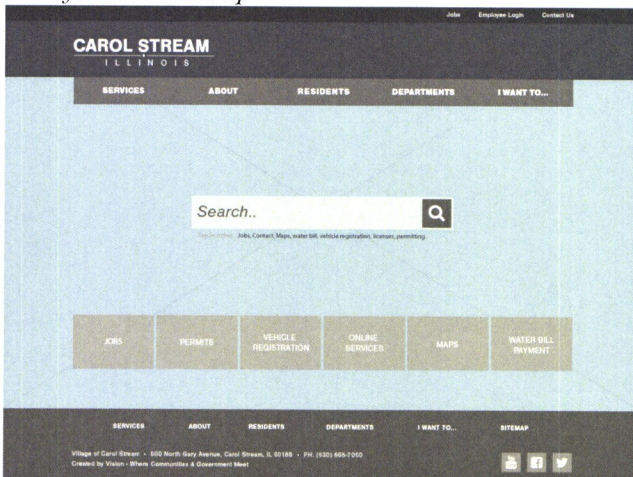 Jobs Employee Login Contact Us
CAROL STREAM
ILLINOIS
SERVICES ABOUT RESIDENTS DEPARTMENTS I WANT TO...
Search..
Jobs, Contact, Maps, water bill, vehicle registration, licenses, permitting
JOBS PERMITS VEHICLE REGISTRATION ONLINE SERVICES MAPS WATER BILL PAYMENT
SERVICES ABOUT RESIDENTS DEPARTMENTS I WANT TO... SITEMAP
Village of Carol Stream • 500 North Gary Avenue, Carol Stream, IL 60188 • PH: (630) 665-7050
Created by Vision - Where Communities & Government Meet